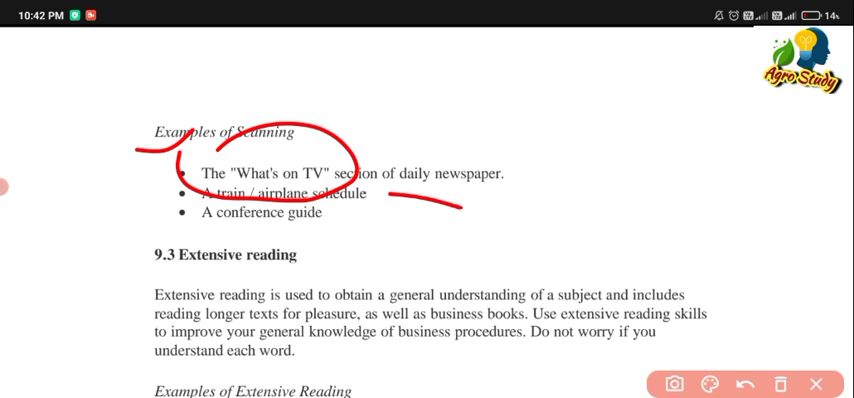 10:42 PM
14%
Agro Study
Examples of Scanning
• The "What's on TV" section of daily newspaper.
• A train / airplane schedule
• A conference guide
9.3 Extensive reading
Extensive reading is used to obtain a general understanding of a subject and includes
reading longer texts for pleasure, as well as business books. Use extensive reading skills
to improve your general knowledge of business procedures. Do not worry if you
understand each word.
Examples of Extensive Reading